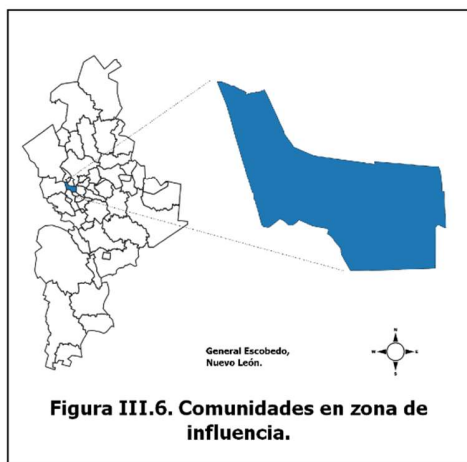 General Escobedo,
Nuevo León.
N
W E
S
Figura III.6. Comunidades en zona de
influencia.